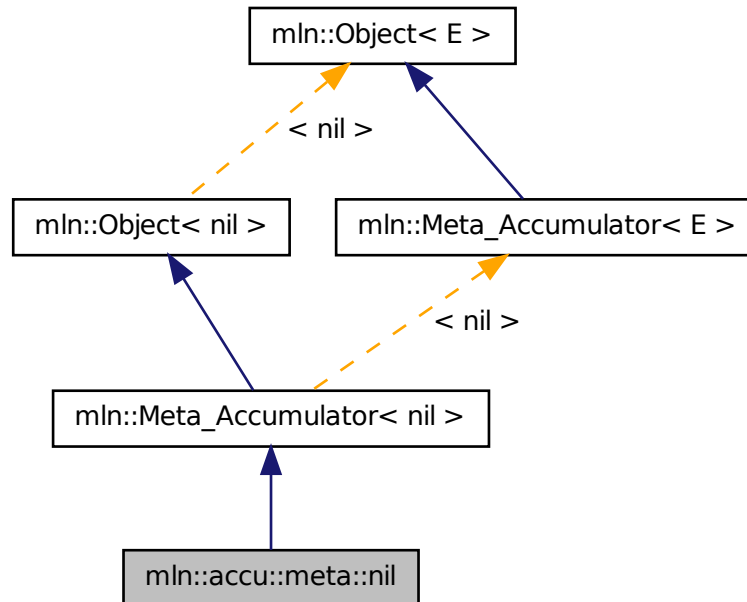 mln::Object< E >
< nil >
mln::Object< nil >
mln::Meta_Accumulator< E >
< nil >
mln::Meta_Accumulator< nil >
mln::accu::meta::nil